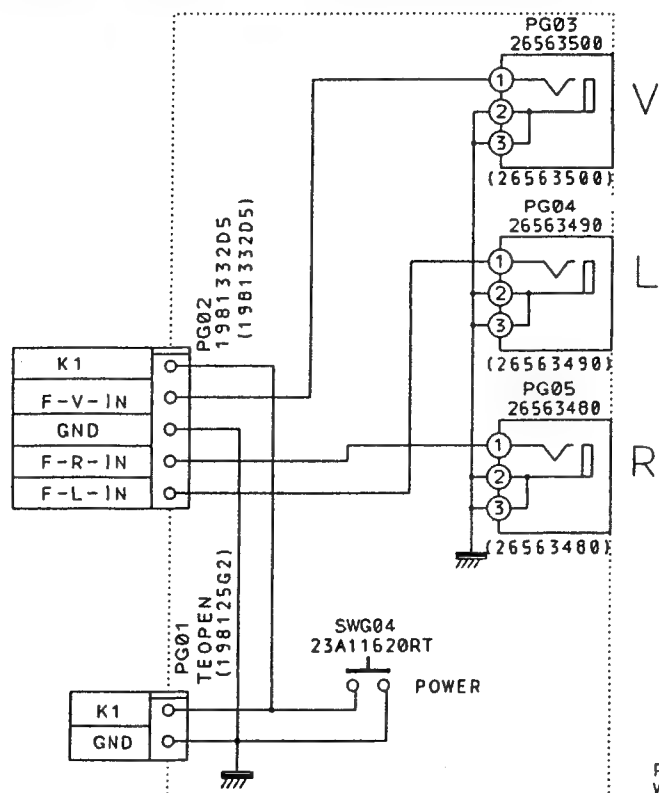 PG03
26563500
1
2
3
V
(26563500)
PG04
26563490
1
2
3
L
(26563490)
PG05
26563480
1
2
3
R
(26563480)
PG02
1981332D5
(1981332D5)
K1
F-V-IN
GND
F-R-IN
F-L-IN
PG01
TEOPEN
(198125G2)
SWG04
23A11620RT
POWER
K1
GND